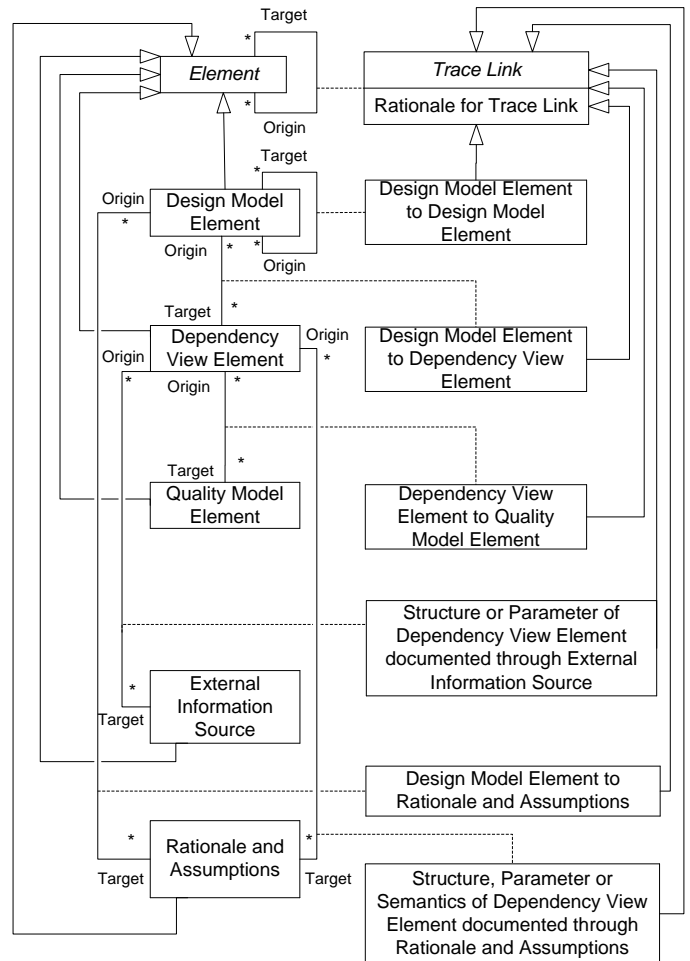 Target
*
Element
*
Origin
Trace Link
Rationale for Trace Link
Target
*
Origin
*
Design Model
Element
*
Origin
Origin
*
Design Model Element
to Design Model
Element
Target
*
Dependency
View Element
Origin
*
Origin
*
Origin
*
Design Model Element
to Dependency View
Element
Target
*
Quality Model
Element
Dependency View
Element to Quality
Model Element
Structure or Parameter of
Dependency View Element
documented through External
Information Source
*
Target
External
Information
Source
Design Model Element to
Rationale and Assumptions
*
Target
Rationale and
Assumptions
*
Target
Structure, Parameter or
Semantics of Dependency View
Element documented through
Rationale and Assumptions